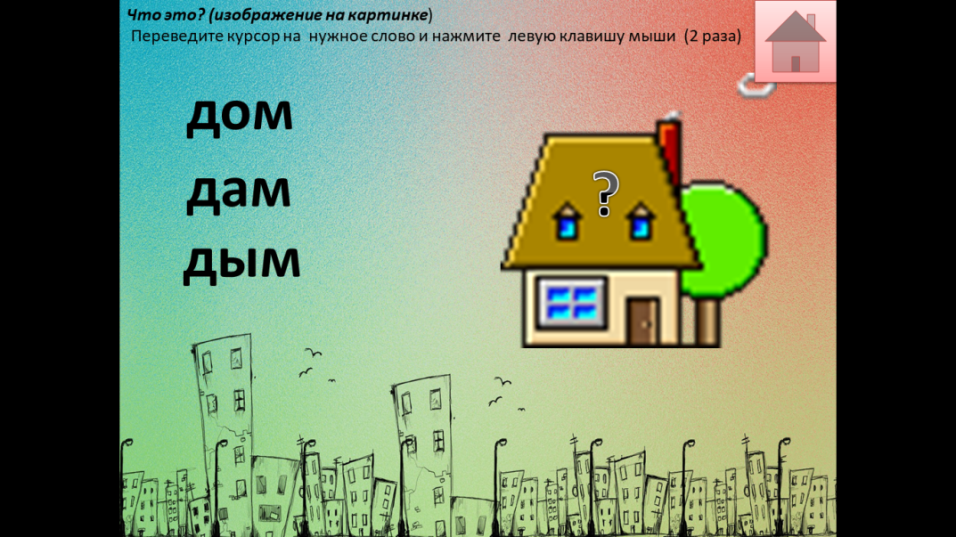 Что это? (изображение на картинке)
Переведите курсор на нужное слово и нажмите левую клавишу мыши (2 раза)
дом
дам
дым
?